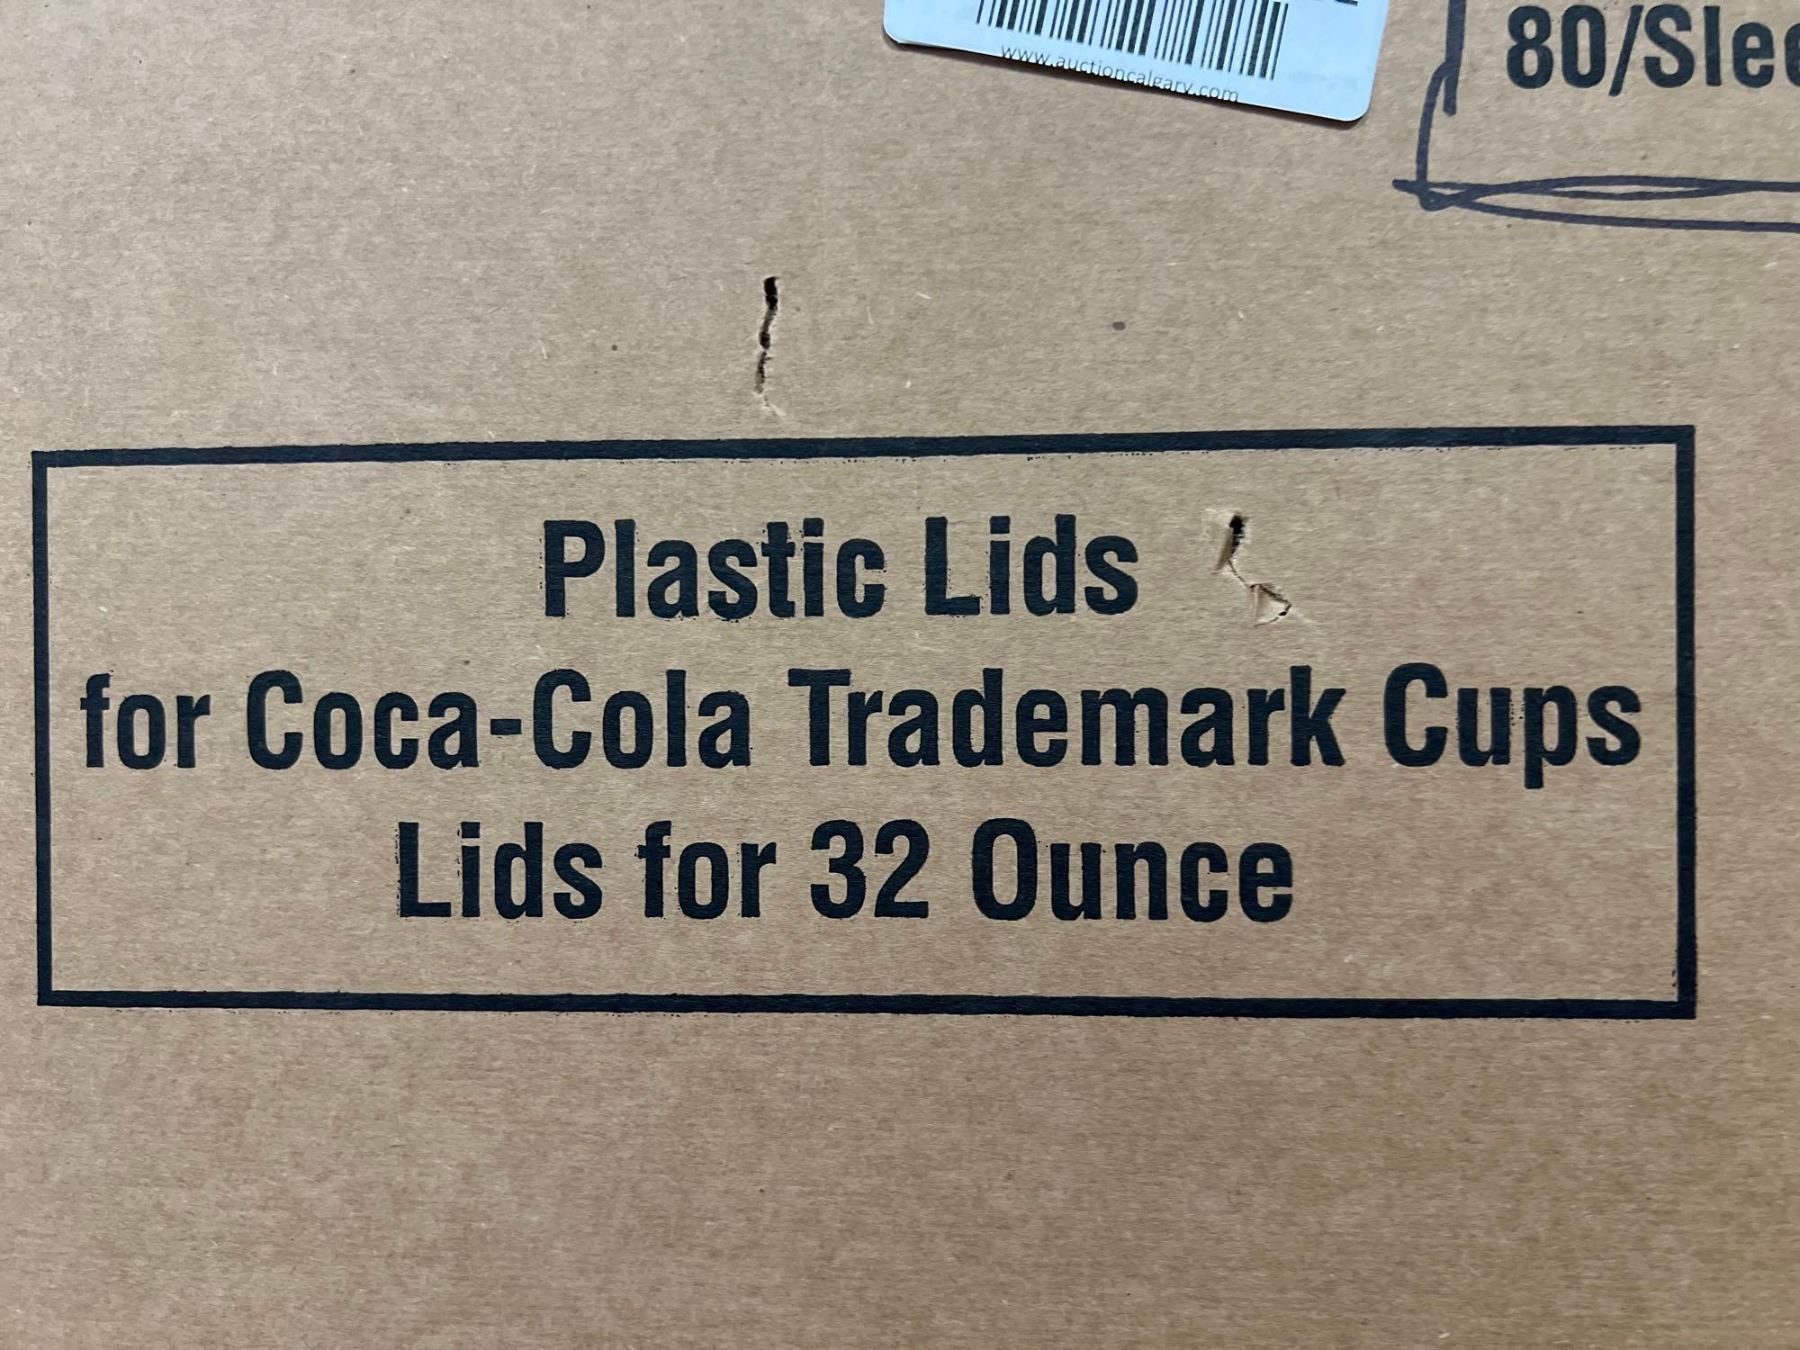 www.auctioncalgary.com
80/Slee
Plastic Lids
for Coca-Cola Trademark Cups
Lids for 32 Ounce